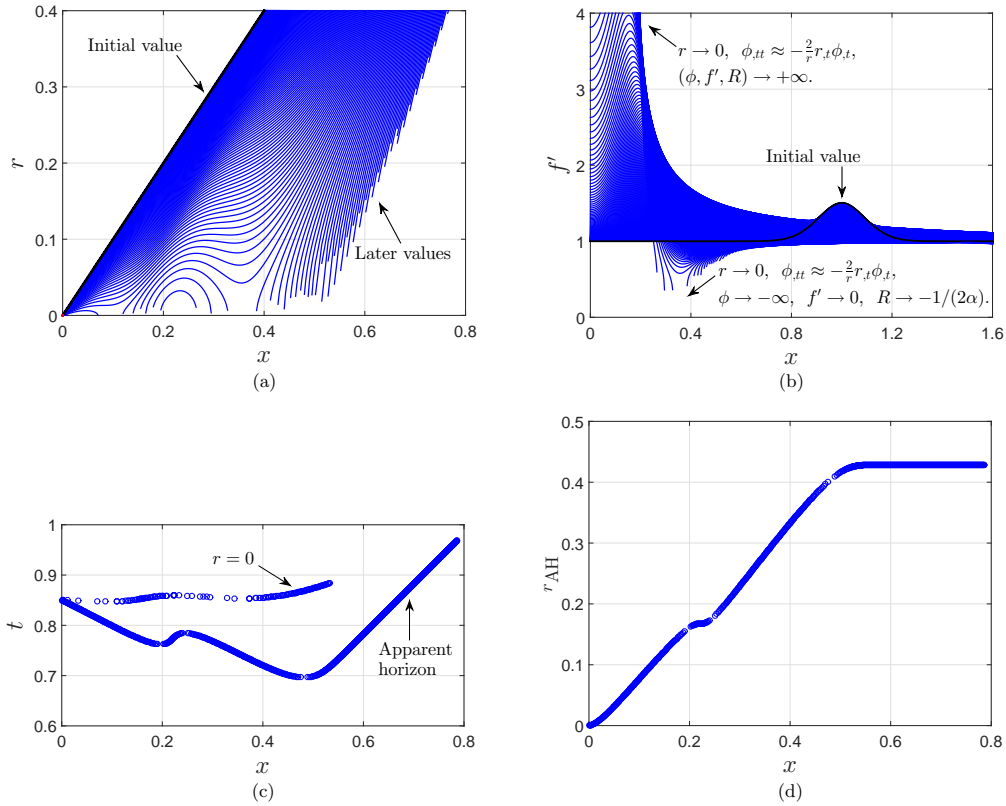 0.4
0.3
0.2
0.1
0
r
Initial value
Later values
0 0.2 0.4 0.6 0.8
x
(a)
4
3
2
1
0
f′
r → 0, ϕ,tt ≈ −2/r r,tϕ,t,
(ϕ, f′, R) → +∞.
Initial value
r → 0, ϕ,tt ≈ −2/r r,tϕ,t,
ϕ → −∞, f′ → 0, R → −1/(2α).
0 0.4 0.8 1.2 1.6
x
(b)
1
0.9
0.8
0.7
0.6
t
r = 0
Apparent
horizon
0 0.2 0.4 0.6 0.8
x
(c)
0.5
0.4
0.3
0.2
0.1
0
rAH
0 0.2 0.4 0.6 0.8
x
(d)